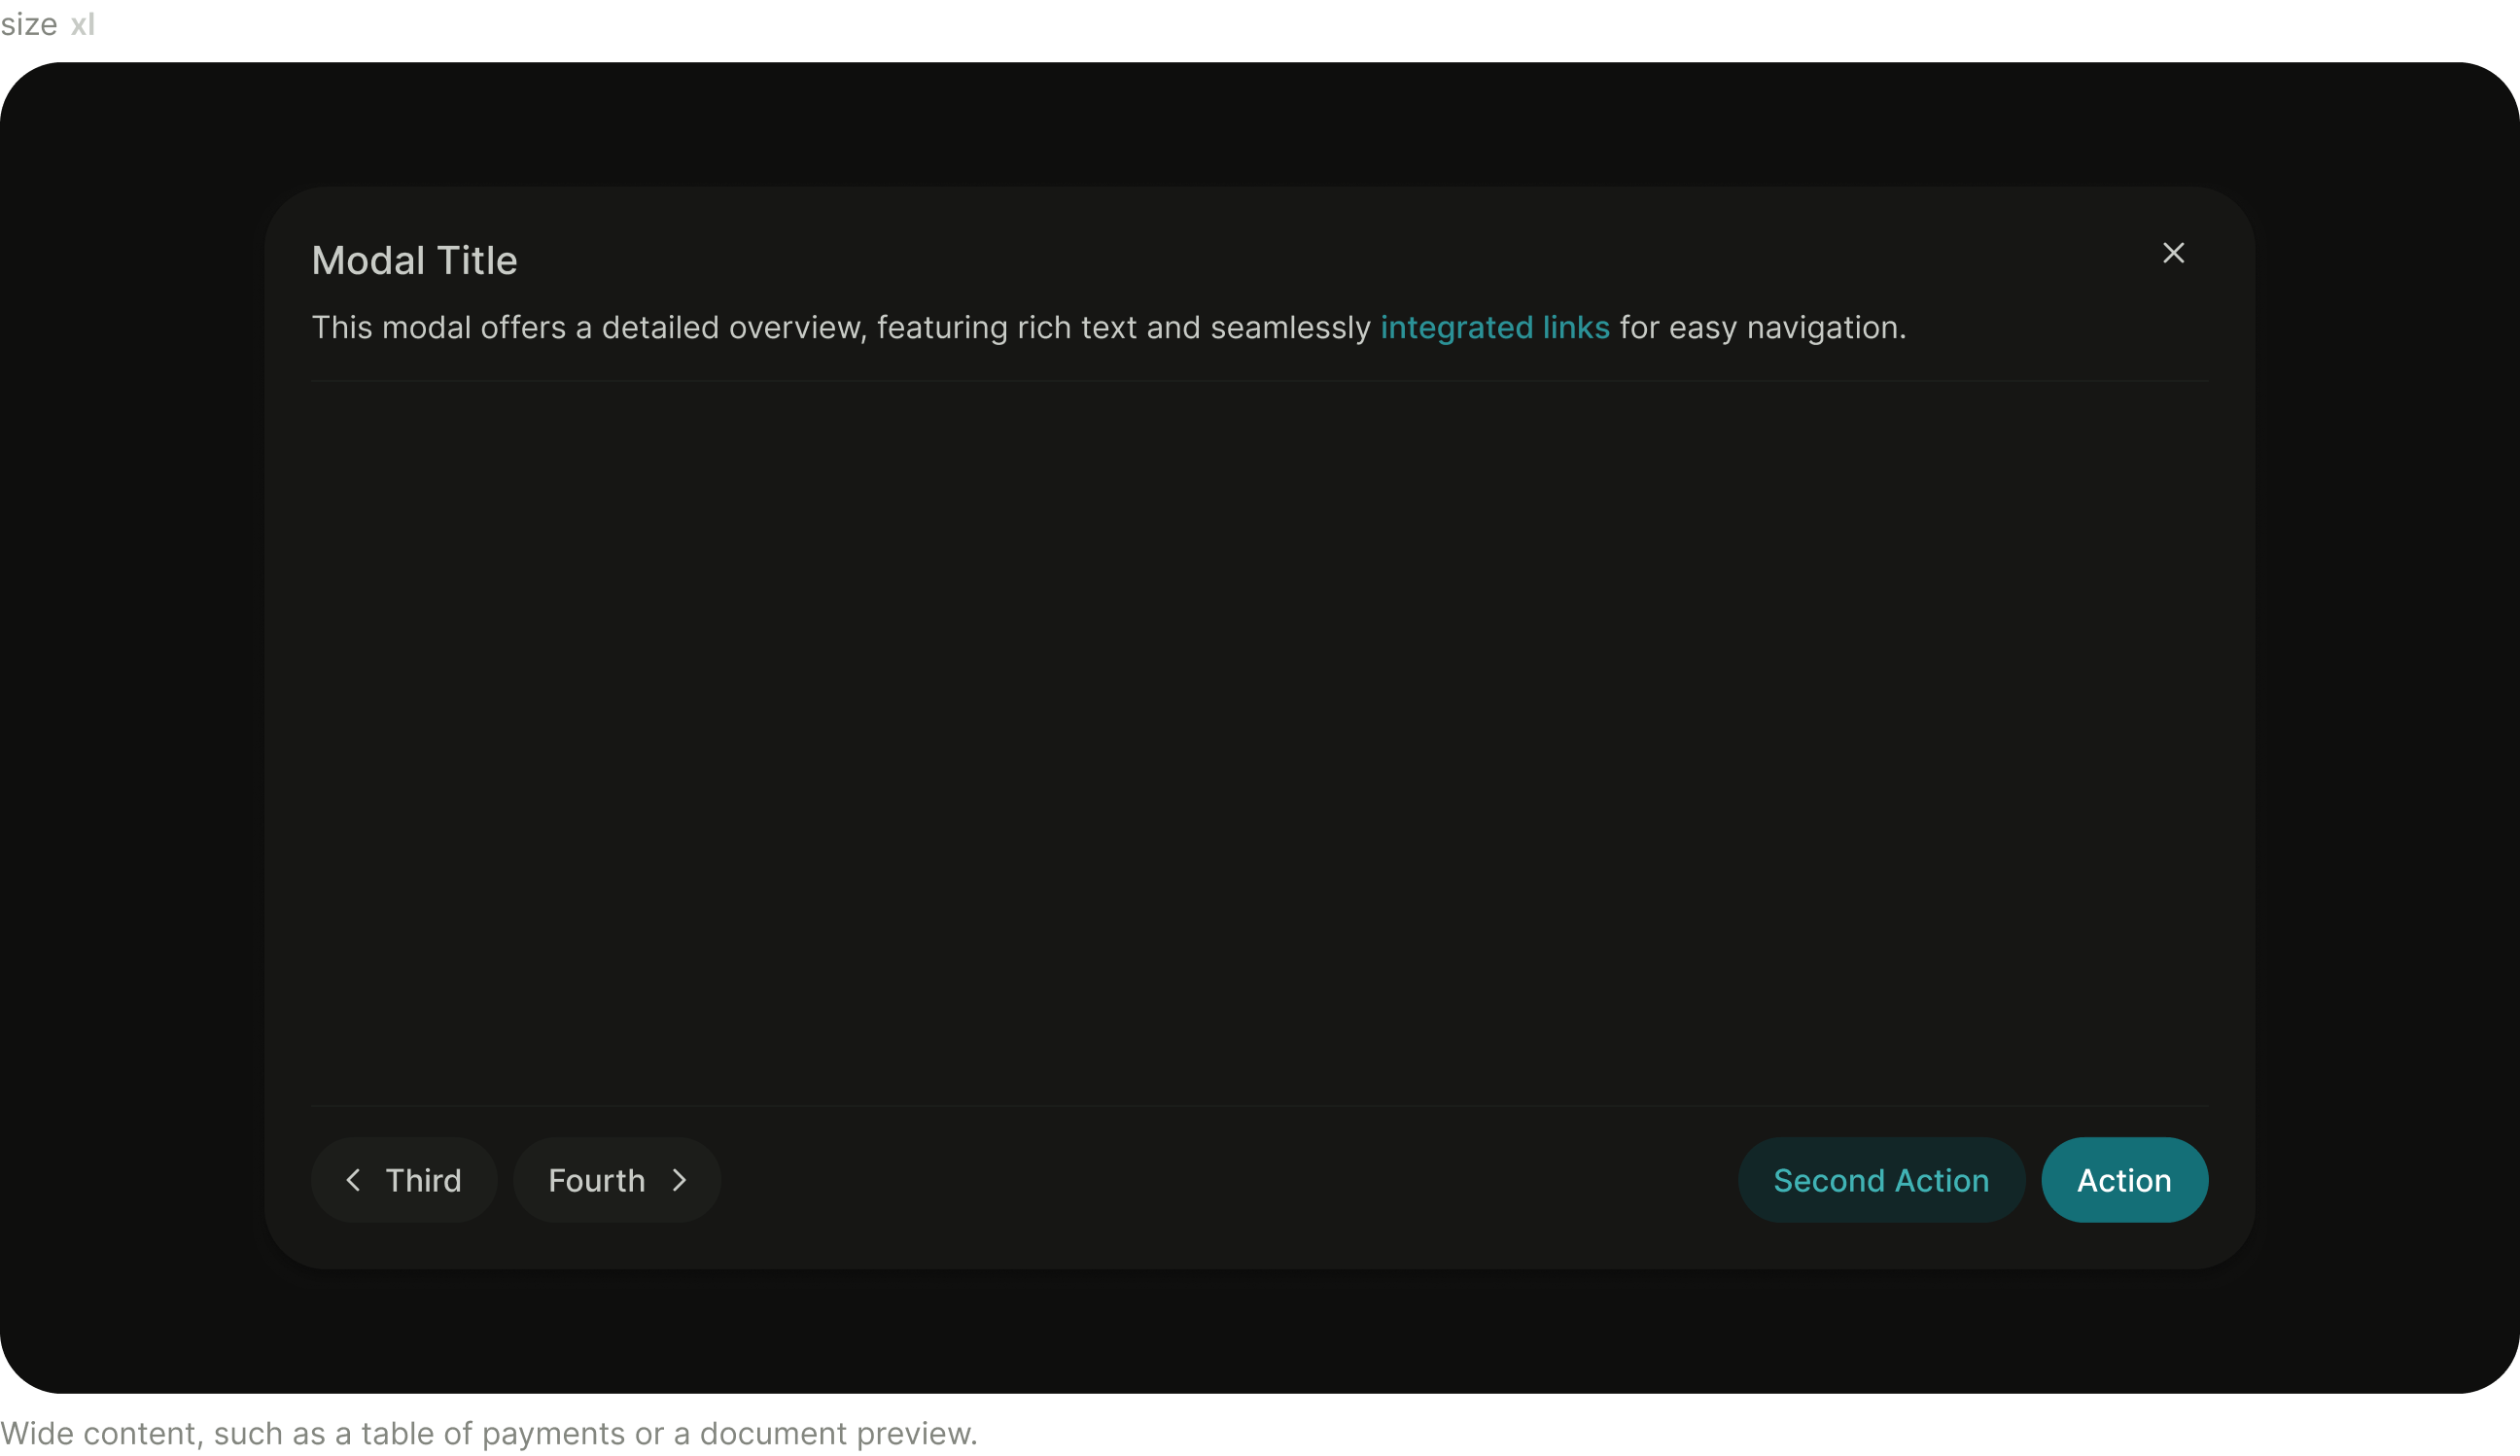 size xl
Modal Title
This modal offers a detailed overview, featuring rich text and seamlessly integrated links for easy navigation.
Third
Fourth
Second Action
Action
Wide content, such as a table of payments or a document preview.